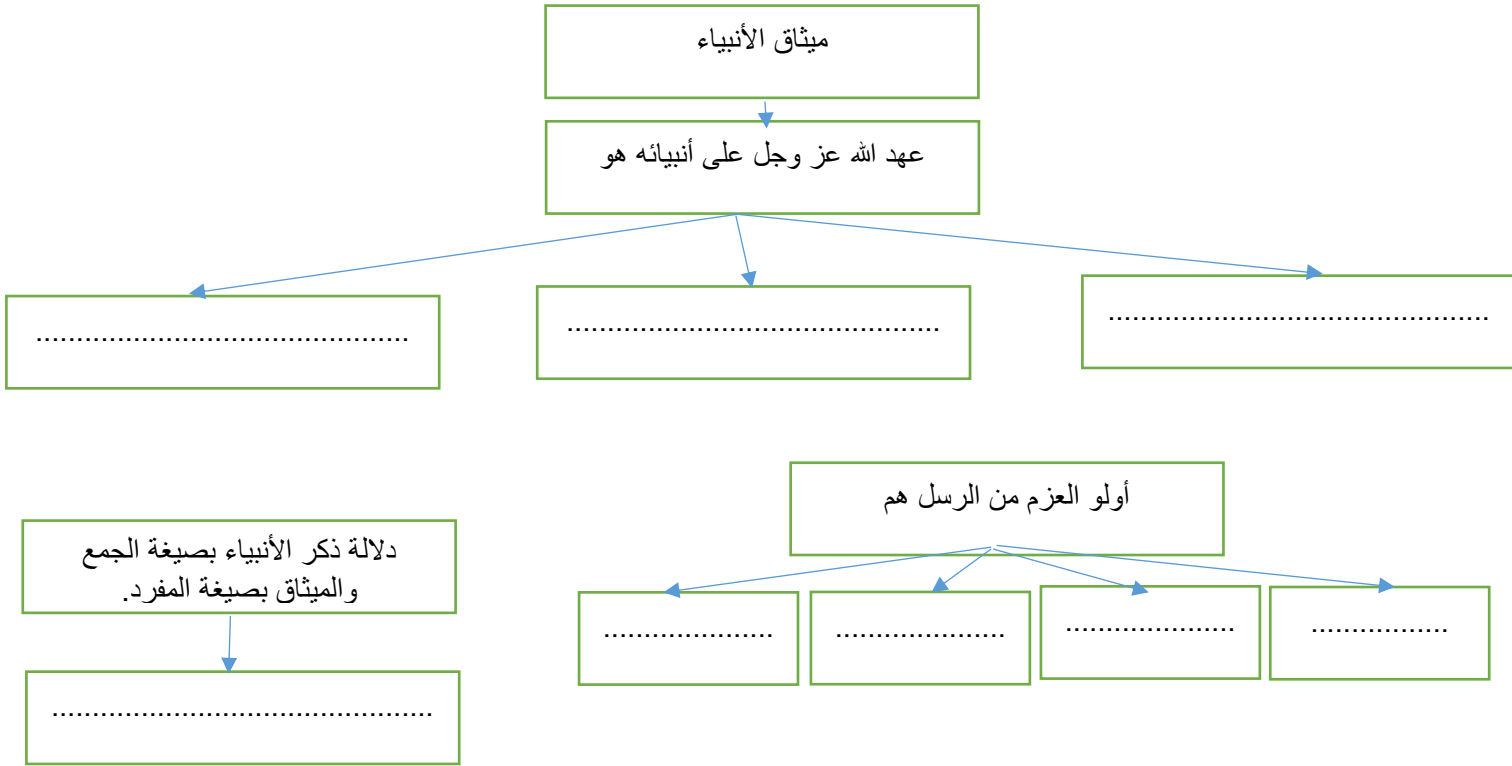 ميثاق الأنبياء
عهد الله عز وجل على أنبيائه هو
..............................................
.............................................
.............................................
أولو العزم من الرسل هم
دلالة ذكر الأنبياء بصيغة الجمع
والميثاق بصيغة المفرد.
.................
.....................
.....................
.....................
..............................................